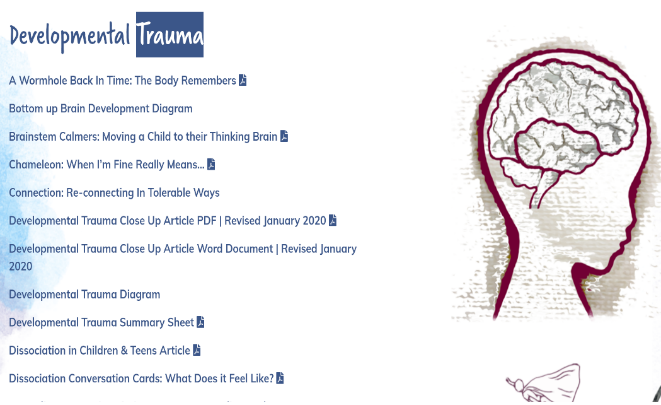 Developmental Trauma
A Wormhole Back In Time: The Body Remembers
Bottom up Brain Development Diagram
Brainstem Calmers: Moving a Child to their Thinking Brain
Chameleon: When I'm Fine Really Means...
Connection: Re-connecting In Tolerable Ways
Developmental Trauma Close Up Article PDF | Revised January 2020
Developmental Trauma Close Up Article Word Document | Revised January
2020
Developmental Trauma Diagram
Developmental Trauma Summary Sheet
Dissociation in Children & Teens Article
Dissociation Conversation Cards: What Does it Feel Like?